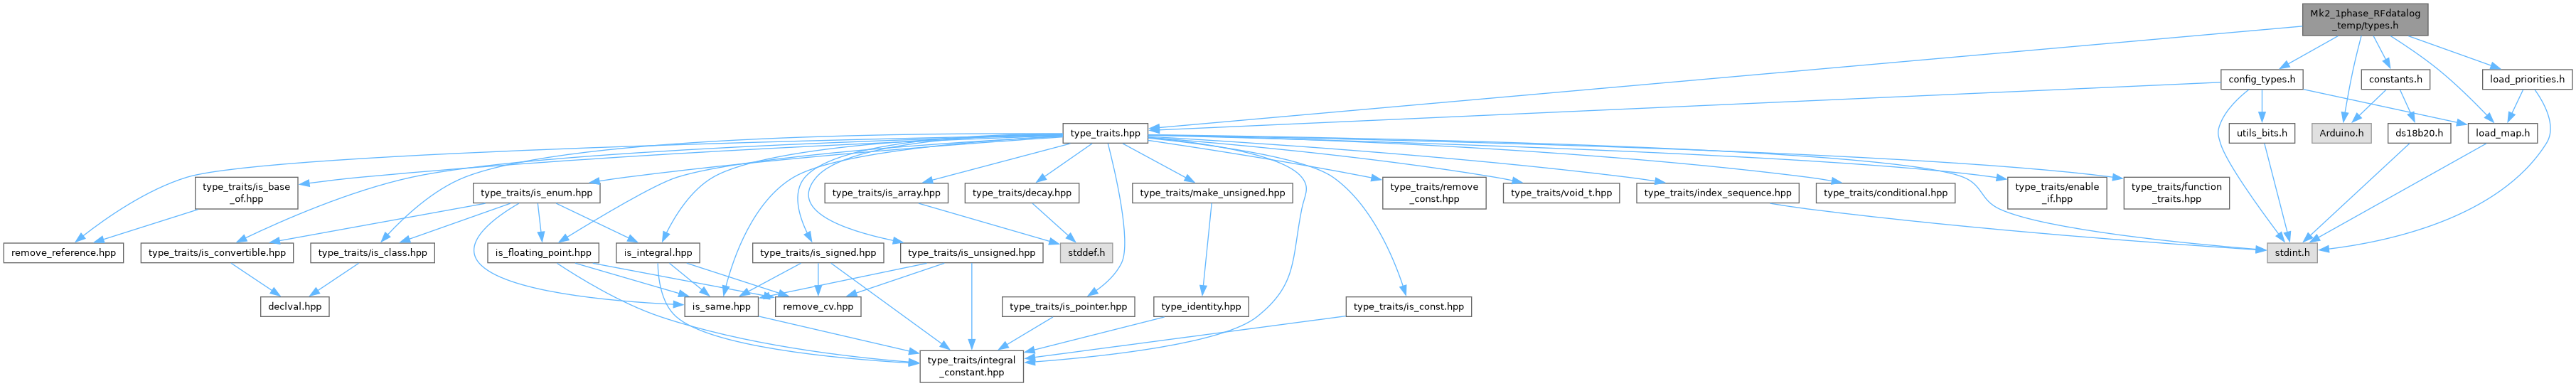 Mk2_1phase_RFdatalog
_temp/types.h
config_types.h
constants.h
load_priorities.h
type_traits.hpp
utils_bits.h
Arduino.h
ds18b20.h
load_map.h
type_traits/is_base
_of.hpp
type_traits/is_enum.hpp
type_traits/is_array.hpp
type_traits/decay.hpp
type_traits/make_unsigned.hpp
type_traits/remove
_const.hpp
type_traits/void_t.hpp
type_traits/index_sequence.hpp
type_traits/conditional.hpp
type_traits/enable
_if.hpp
type_traits/function
_traits.hpp
remove_reference.hpp
type_traits/is_convertible.hpp
type_traits/is_class.hpp
is_floating_point.hpp
is_integral.hpp
type_traits/is_signed.hpp
type_traits/is_unsigned.hpp
stddef.h
stdint.h
declval.hpp
is_same.hpp
remove_cv.hpp
type_traits/is_pointer.hpp
type_identity.hpp
type_traits/is_const.hpp
type_traits/integral
_constant.hpp